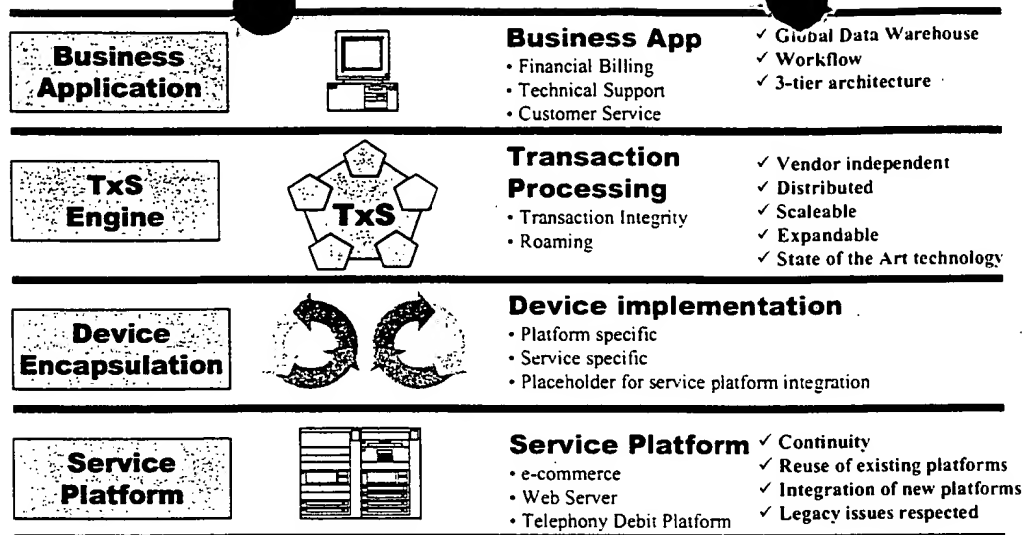 Business
Application
Business App
• Financial Billing
• Technical Support
• Customer Service
✓ Global Data Warehouse
✓ Workflow
✓ 3-tier architecture
TxS
Engine
TxS
Transaction
Processing
• Transaction Integrity
• Roaming
✓ Vendor independent
✓ Distributed
✓ Scaleable
✓ Expandable
✓ State of the Art technology
Device
Encapsulation
Device implementation
• Platform specific
• Service specific
• Placeholder for service platform integration
Service
Platform
Service Platform
• e-commerce
• Web Server
• Telephony Debit Platform
✓ Continuity
✓ Reuse of existing platforms
✓ Integration of new platforms
✓ Legacy issues respected